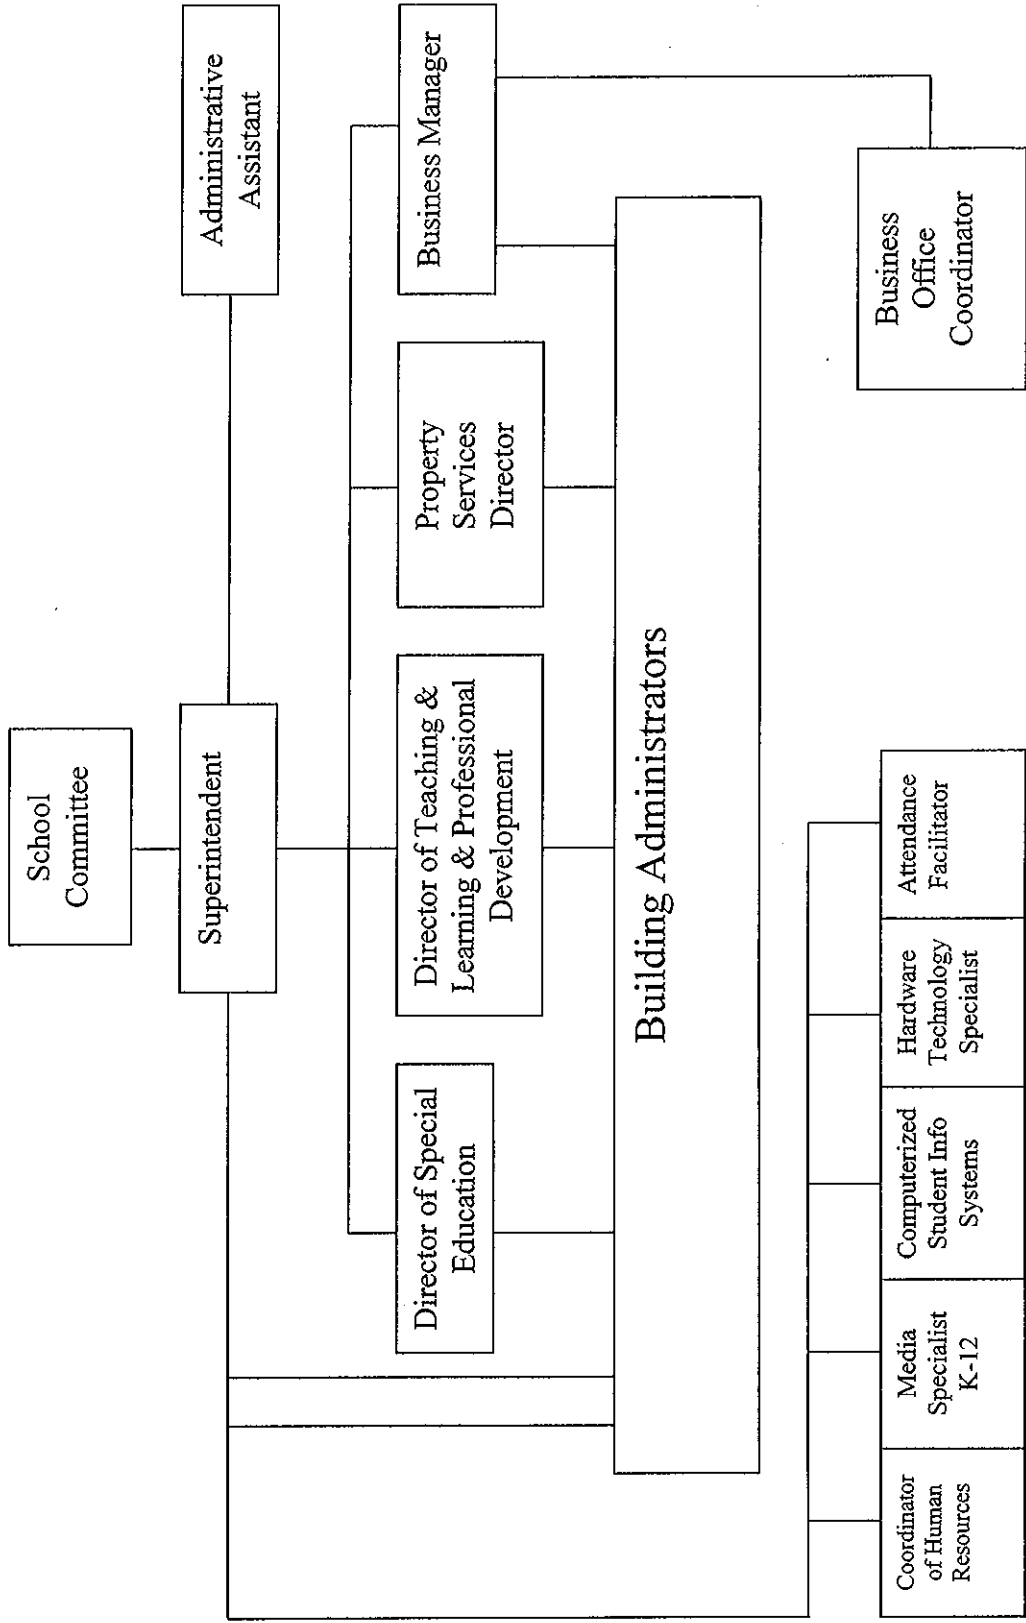 School
Committee
Superintendent
Administrative
Assistant
Director of Special
Education
Director of Teaching &
Learning & Professional
Development
Property
Services
Director
Business Manager
Building Administrators
Coordinator
of Human
Resources
Media
Specialist
K-12
Computerized
Student Info
Systems
Hardware
Technology
Specialist
Attendance
Facilitator
Business
Office
Coordinator